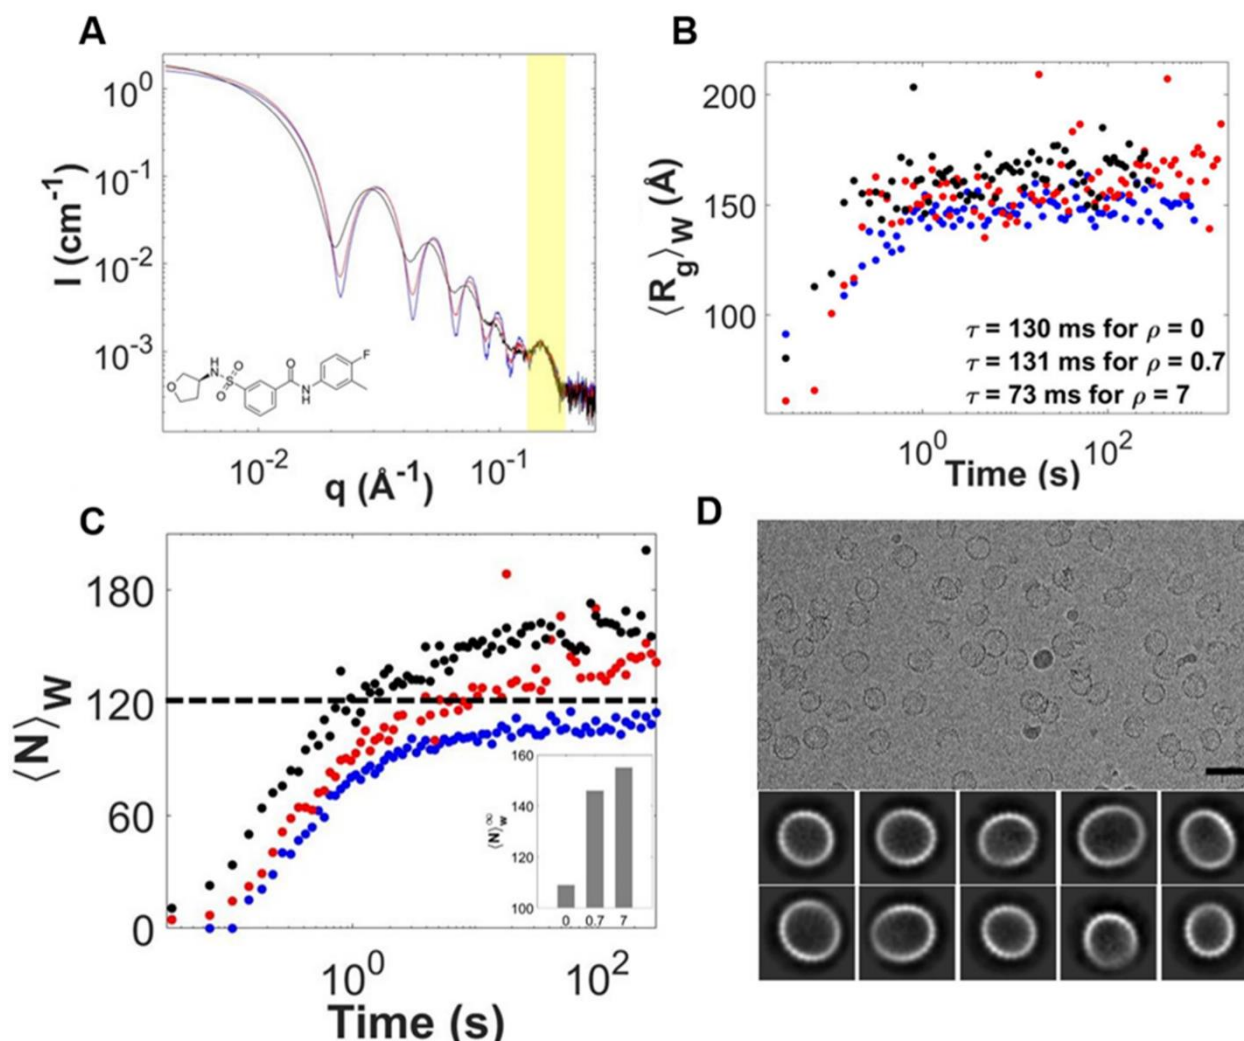 A
10⁰
10⁻¹
10⁻²
10⁻³
I (cm⁻¹)
10⁻²
10⁻¹
q (Å⁻¹)
O
H
N
S
O
O
O
N
H
F
B
200
150
100
⟨R_g⟩_W (Å)
τ = 130 ms for ρ = 0
τ = 131 ms for ρ = 0.7
τ = 73 ms for ρ = 7
10⁰
10²
Time (s)
C
180
120
60
0
⟨N⟩_W
160
140
120
100
⟨N⟩_w^∞
0
0.7
7
10⁰
10²
Time (s)
D